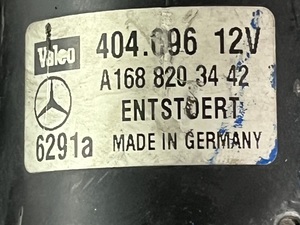 Valeo 404.696 12V
A168 820 34 42
ENTSTOERT
6291a MADE IN GERMANY